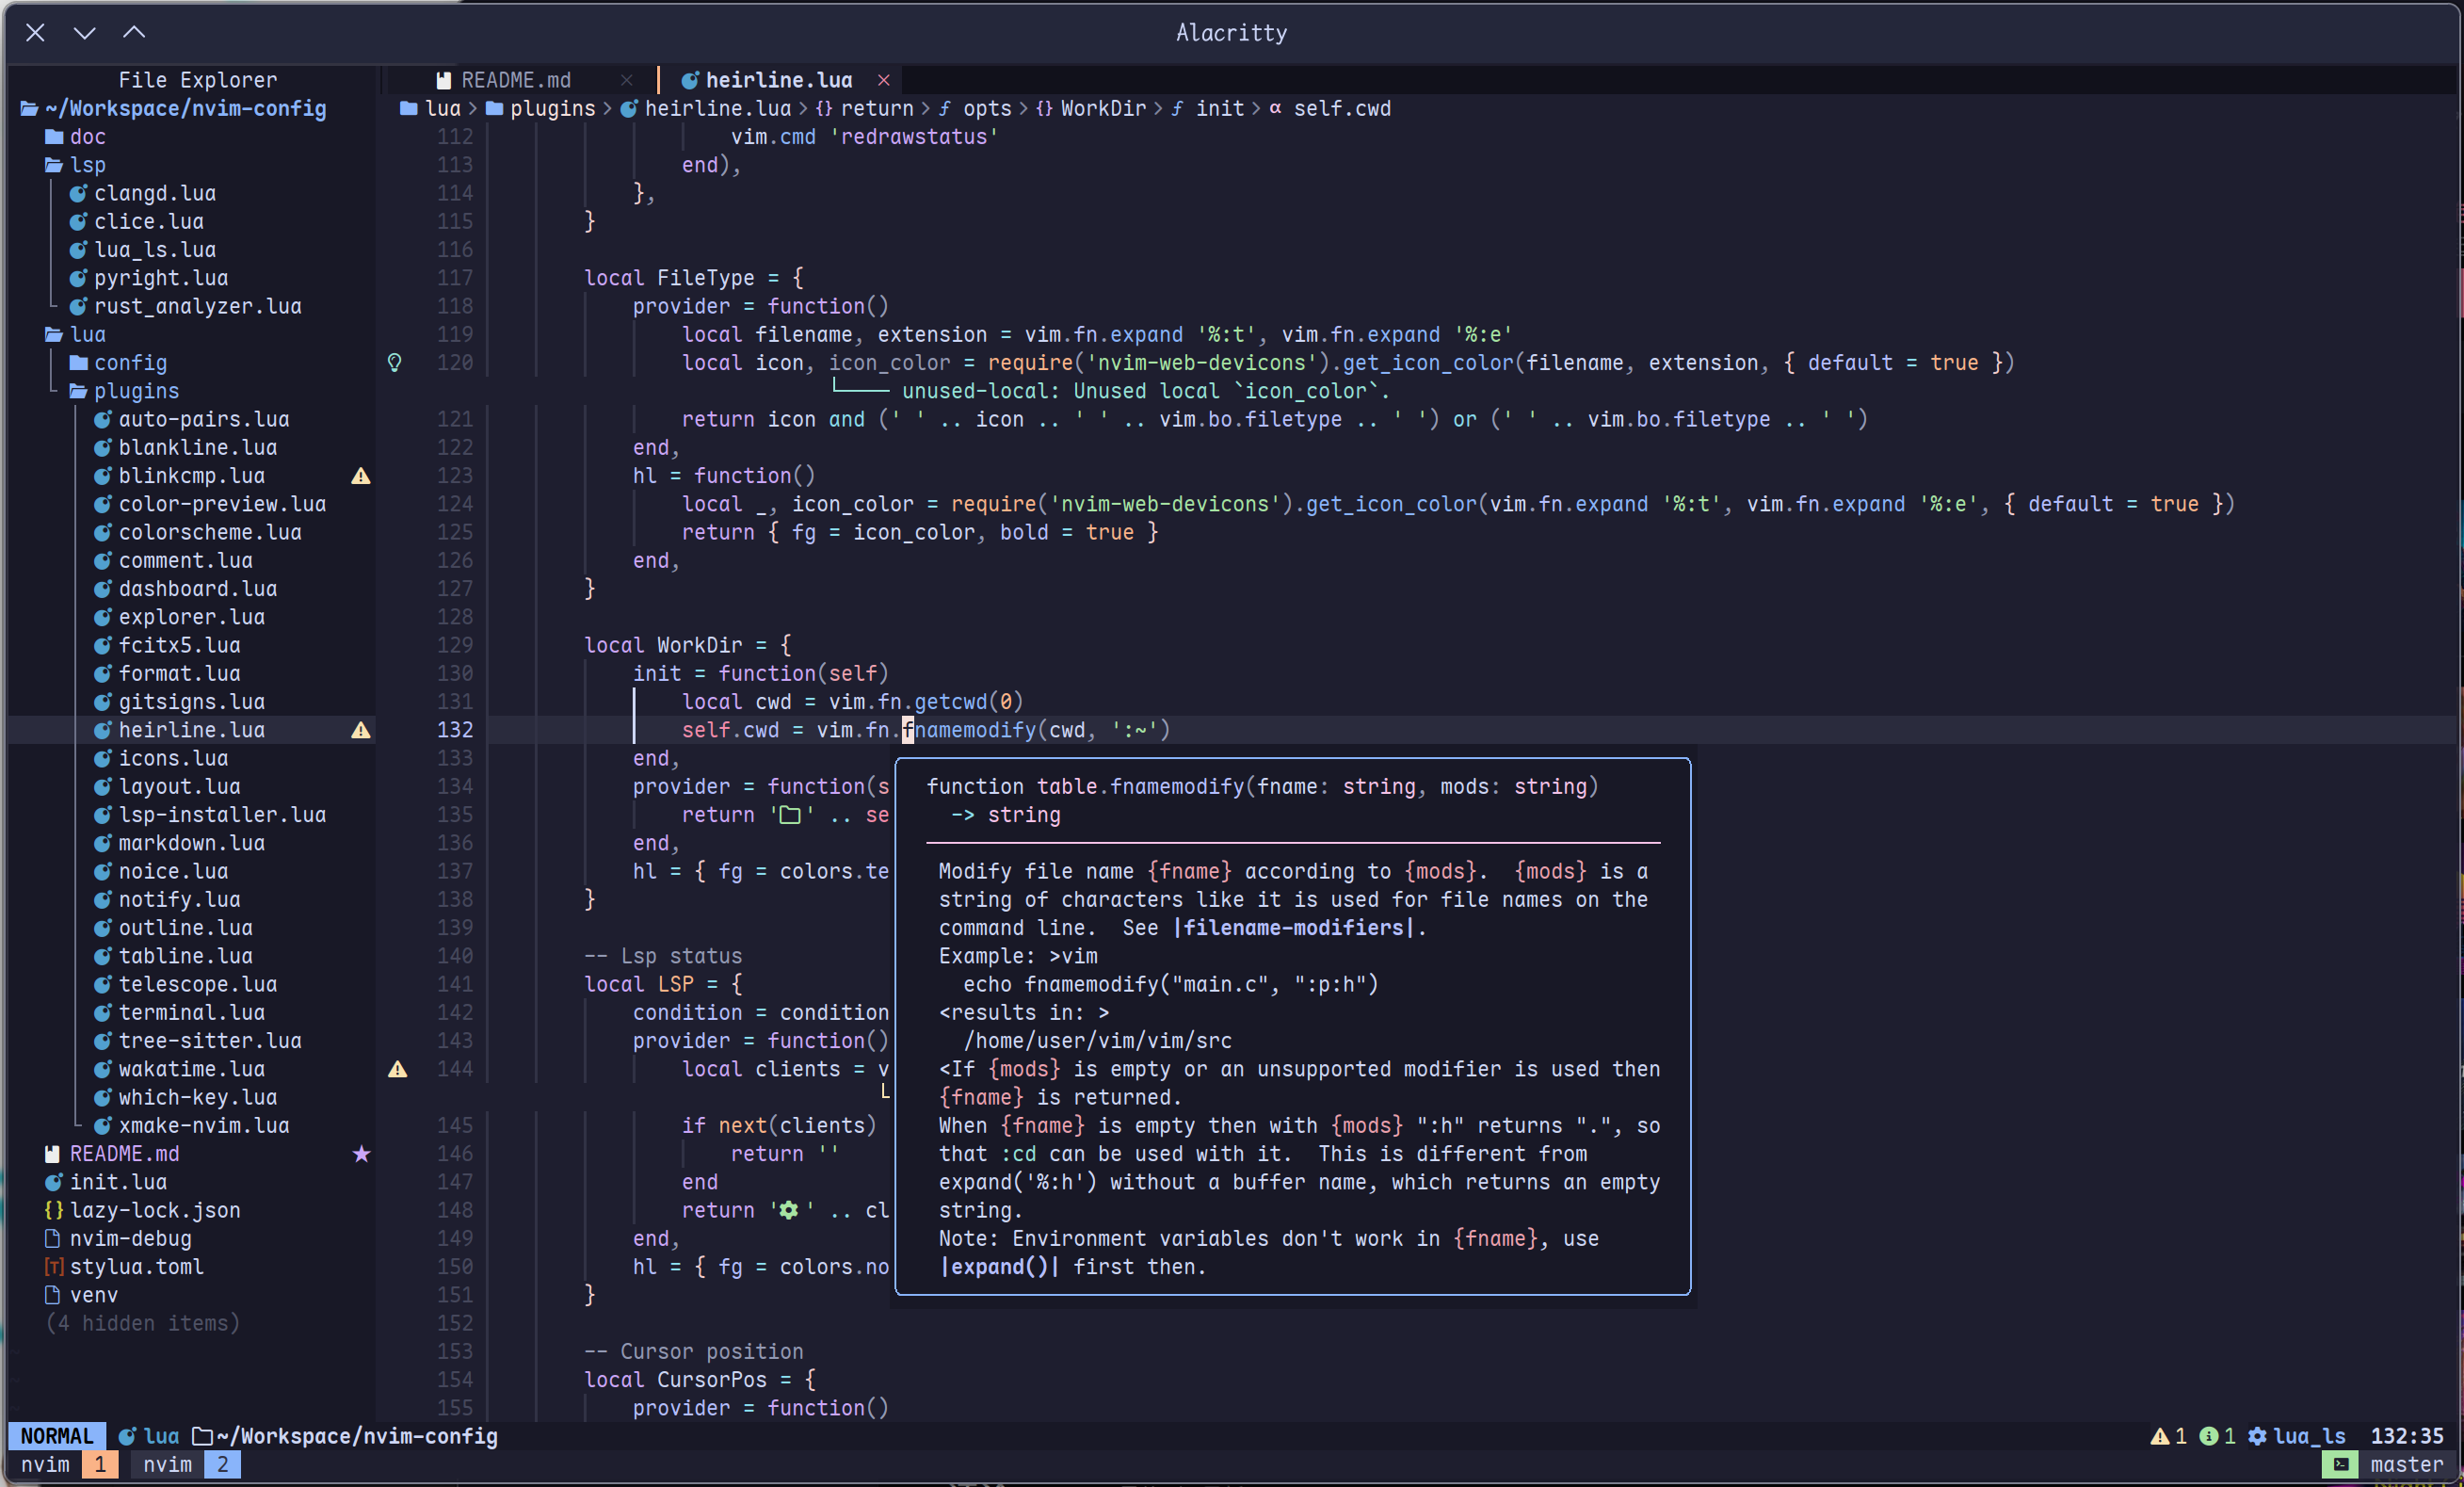 Alacritty
File Explorer
~/Workspace/nvim-config
doc
lsp
clangd.lua
clice.lua
lua_ls.lua
pyright.lua
rust_analyzer.lua
lua
config
plugins
auto-pairs.lua
blankline.lua
blinkcmp.lua
color-preview.lua
colorscheme.lua
comment.lua
dashboard.lua
explorer.lua
fcitx5.lua
format.lua
gitsigns.lua
heirline.lua
icons.lua
layout.lua
lsp-installer.lua
markdown.lua
noice.lua
notify.lua
outline.lua
tabline.lua
telescope.lua
terminal.lua
tree-sitter.lua
wakatime.lua
which-key.lua
xmake-nvim.lua
README.md
init.lua
lazy-lock.json
nvim-debug
stylua.toml
venv
(4 hidden items)
README.md heirline.lua
lua > plugins > heirline.lua > {} return > f opts > {} WorkDir > f init > α self.cwd
112 vim.cmd 'redrawstatus'
113 end),
114 },
115 }
116
117 local FileType = {
118 provider = function()
119 local filename, extension = vim.fn.expand '%:t', vim.fn.expand '%:e'
120 local icon, icon_color = require('nvim-web-devicons').get_icon_color(filename, extension, { default = true })
unused-local: Unused local `icon_color`.
121 return icon and (' ' .. icon .. ' ' .. vim.bo.filetype .. ' ') or (' ' .. vim.bo.filetype .. ' ')
122 end,
123 hl = function()
124 local _, icon_color = require('nvim-web-devicons').get_icon_color(vim.fn.expand '%:t', vim.fn.expand '%:e', { default = true })
125 return { fg = icon_color, bold = true }
126 end,
127 }
128
129 local WorkDir = {
130 init = function(self)
131 local cwd = vim.fn.getcwd(0)
132 self.cwd = vim.fn.fnamemodify(cwd, ':~')
133 end,
134 provider = function(s
135 return ' ' .. se
136 end,
137 hl = { fg = colors.te
138 }
139
140 -- Lsp status
141 local LSP = {
142 condition = condition
143 provider = function()
144 local clients = v
145 if next(clients)
146 return ''
147 end
148 return ' ' .. cl
149 end,
150 hl = { fg = colors.no
151 }
152
153 -- Cursor position
154 local CursorPos = {
155 provider = function()
function table.fnamemodify(fname: string, mods: string)
-> string
Modify file name {fname} according to {mods}.  {mods} is a
string of characters like it is used for file names on the
command line.  See |filename-modifiers|.
Example: >vim
echo fnamemodify("main.c", ":p:h")
<results in: >
/home/user/vim/vim/src
<If {mods} is empty or an unsupported modifier is used then
{fname} is returned.
When {fname} is empty then with {mods} ":h" returns ".", so
that :cd can be used with it.  This is different from
expand('%:h') without a buffer name, which returns an empty
string.
Note: Environment variables don't work in {fname}, use
|expand()| first then.
NORMAL lua ~/Workspace/nvim-config 1 1 lua_ls 132:35
nvim 1 nvim 2 master